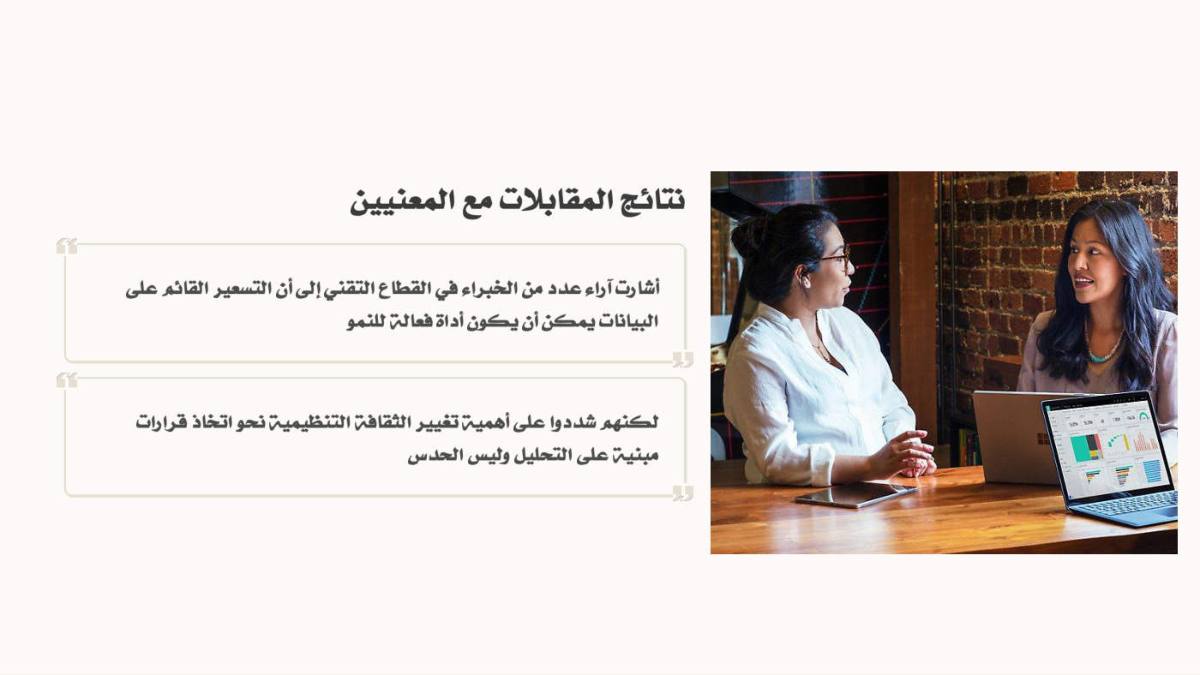 نتائج المقابلات مع المعنيين
أشارت آراء عدد من الخبراء في القطاع التقني إلى أن التسعير القائم على
البيانات يمكن أن يكون أداة فعالة للنمو
لكنهم شددوا على أهمية تغيير الثقافة التنظيمية نحو اتخاذ قرارات
مبنية على التحليل وليس الحدس